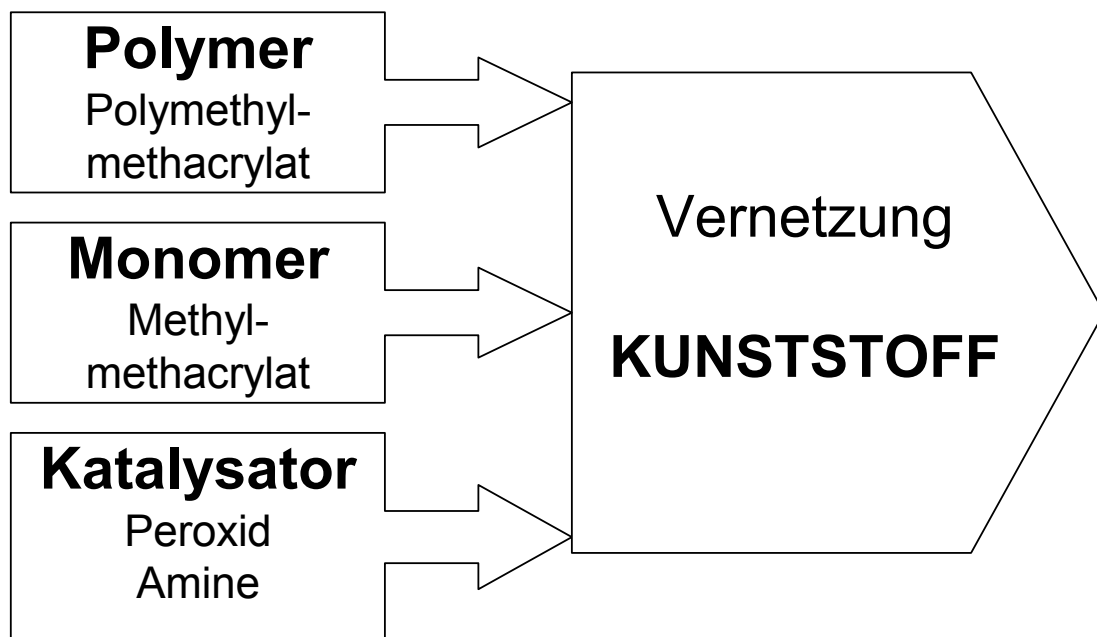 Polymer
Polymethyl-
methacrylat
Monomer
Methyl-
methacrylat
Katalysator
Peroxid
Amine
Vernetzung
KUNSTSTOFF